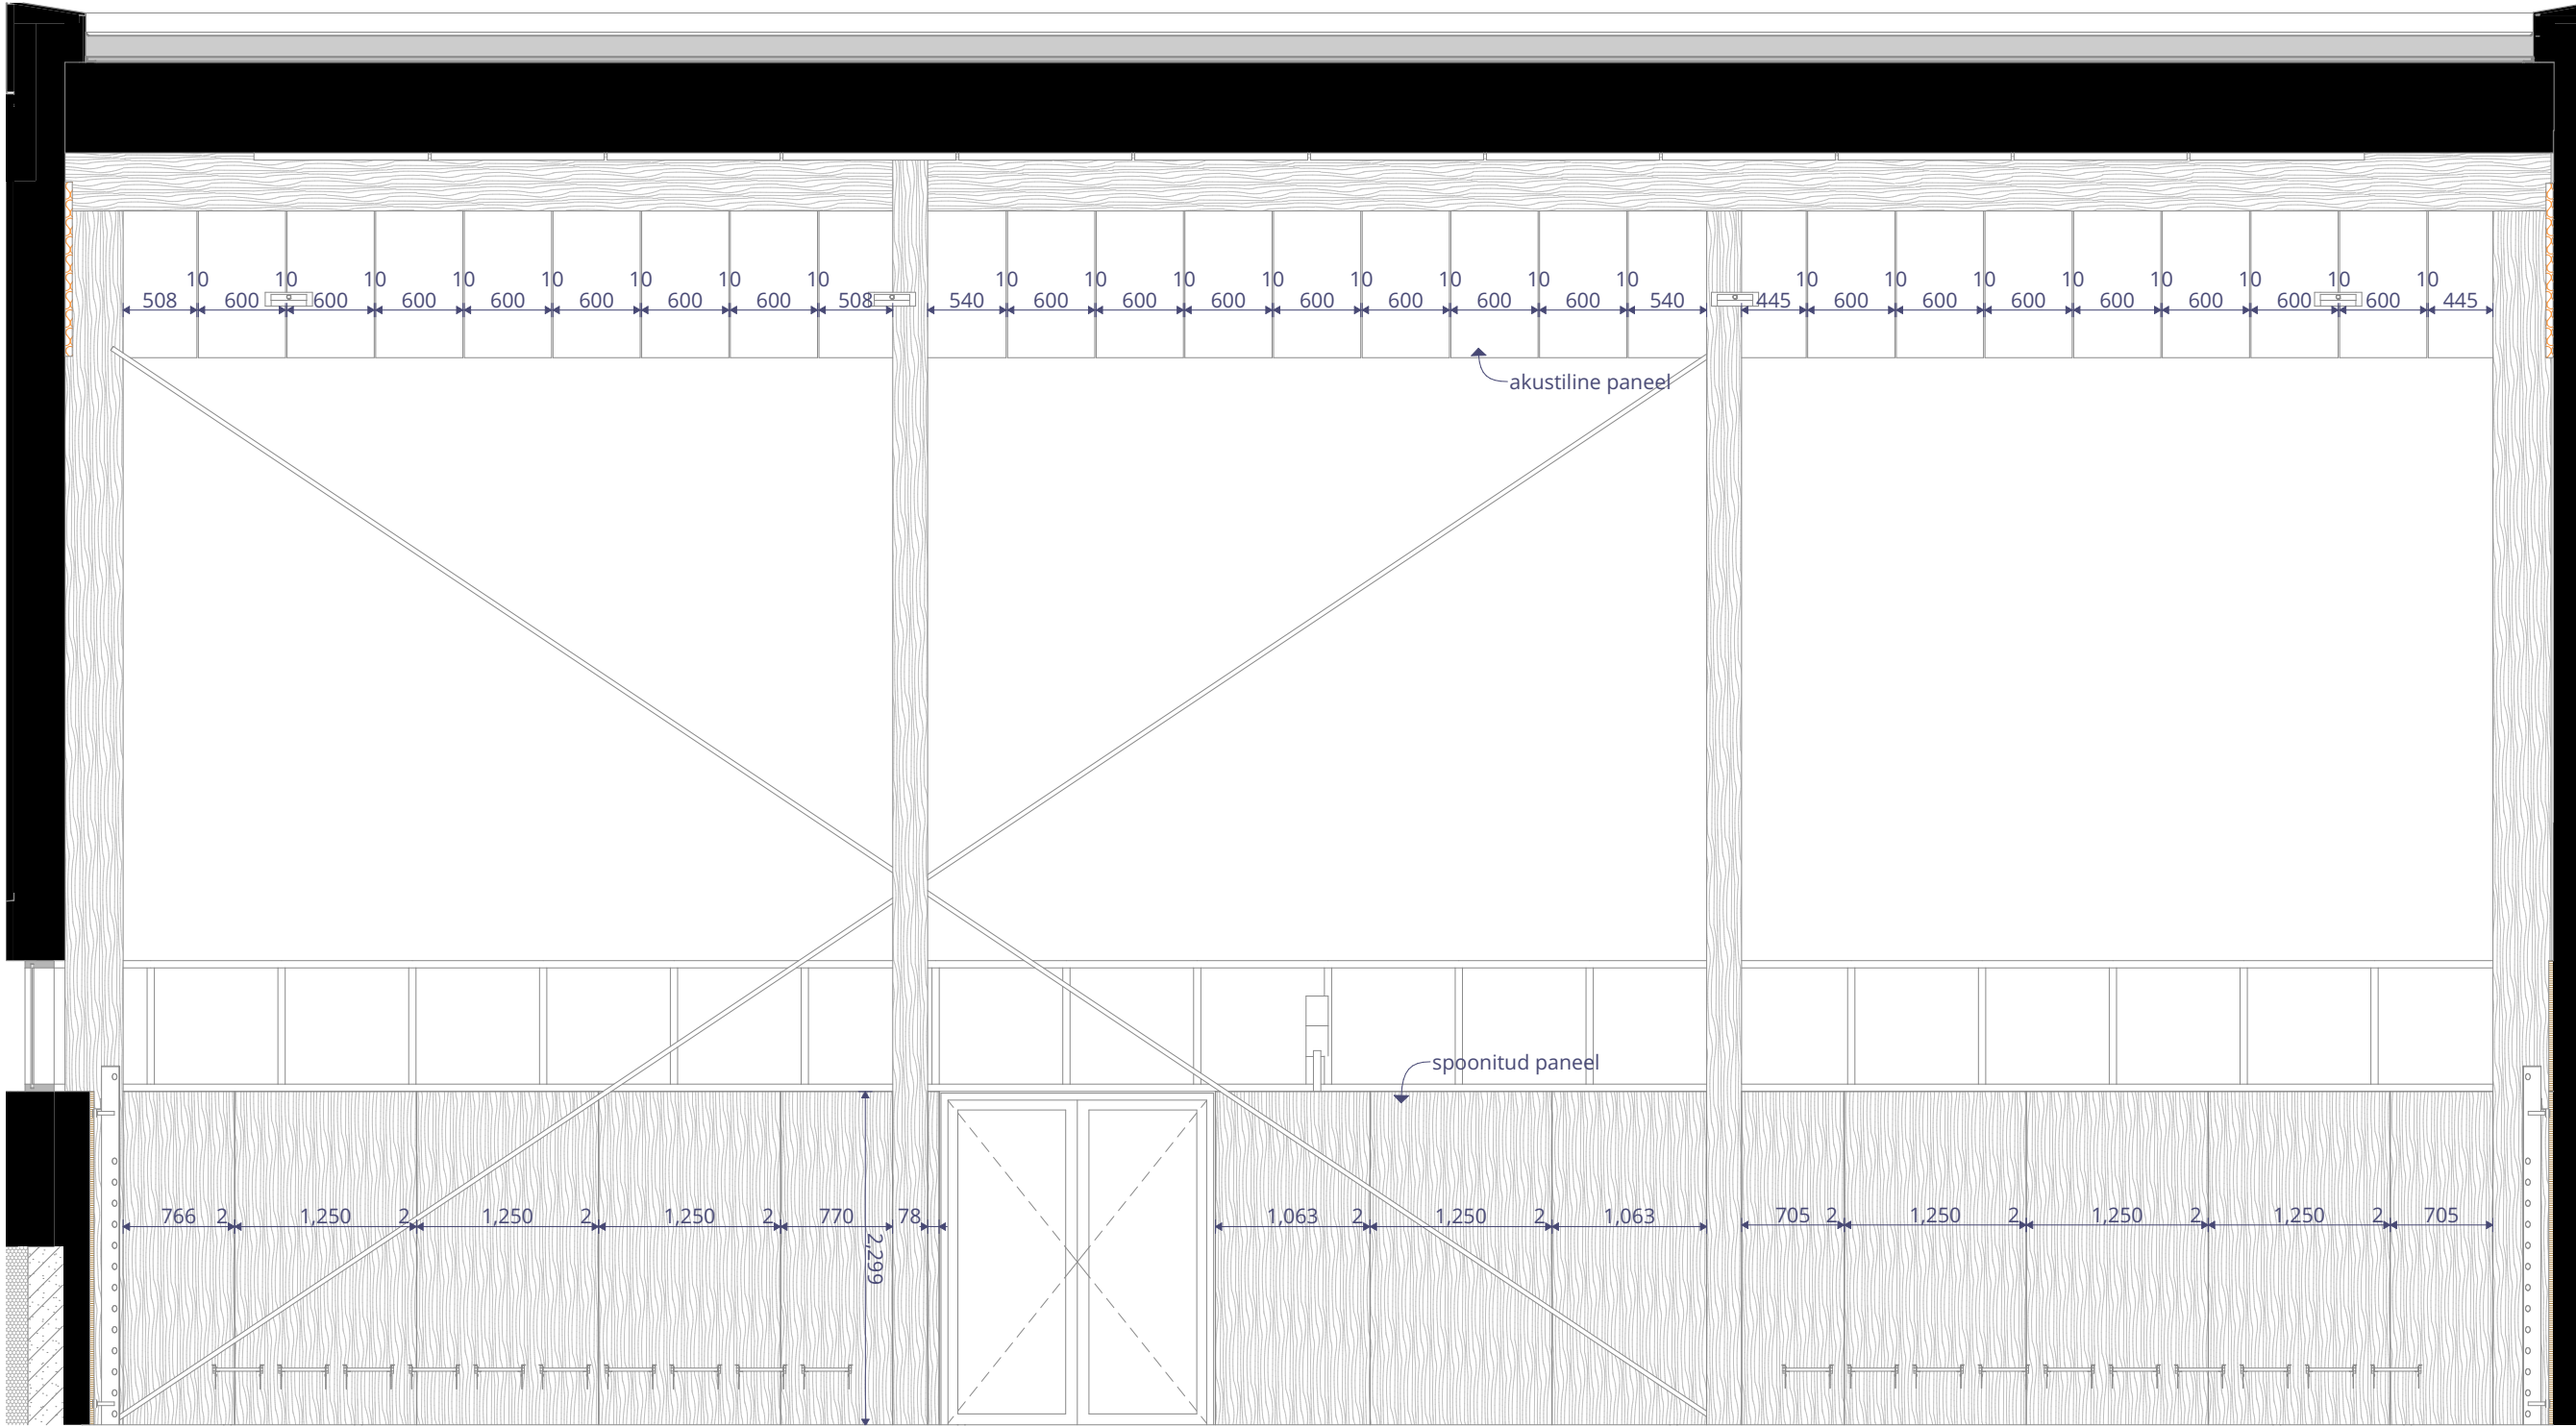 10 10 10 10 10 10 10 10 10 10 10 10 10 10 10 10 10 10 10 10 10 10 10 10
508 600 600 600 600 600 600 600 508 540 600 600 600 600 600 600 600 540 445 600 600 600 600 600 600 600 445
akustiline paneel
spoonitud paneel
766 2 1,250 2 1,250 2 1,250 2 770 78 1,063 2 1,250 2 1,063 705 2 1,250 2 1,250 2 1,250 2 705
2,299